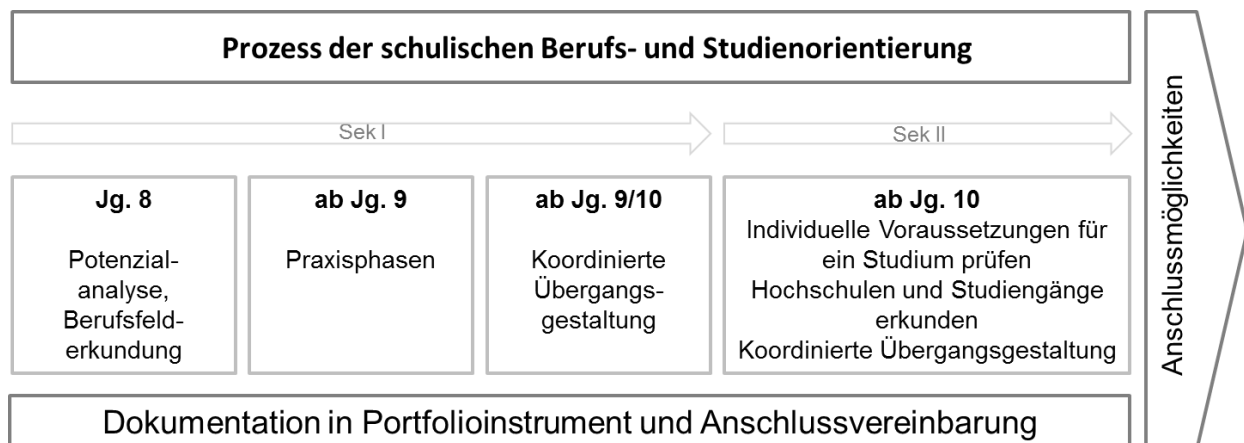 Prozess der schulischen Berufs- und Studienorientierung
Sek I
Sek II
Jg. 8
Potenzial-
analyse,
Berufsfeld-
erkundung
ab Jg. 9
Praxisphasen
ab Jg. 9/10
Koordinierte
Übergangs-
gestaltung
ab Jg. 10
Individuelle Voraussetzungen für
ein Studium prüfen
Hochschulen und Studiengänge
erkunden
Koordinierte Übergangsgestaltung
Dokumentation in Portfolioinstrument und Anschlussvereinbarung
Anschlussmöglichkeiten